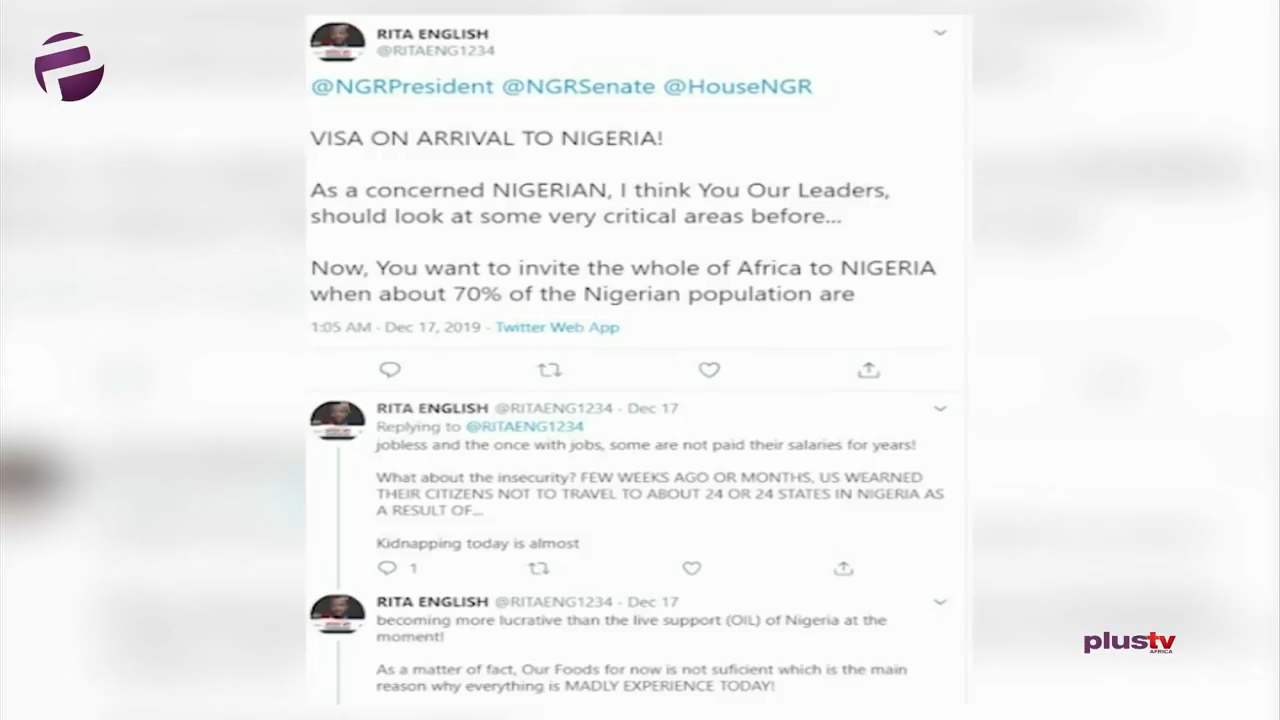 RITA ENGLISH
@RITAENG1234
@NGRPresident @NGRSenate @HouseNGR
VISA ON ARRIVAL TO NIGERIA!
As a concerned NIGERIAN, I think You Our Leaders,
should look at some very critical areas before...
Now, You want to invite the whole of Africa to NIGERIA
when about 70% of the Nigerian population are
1:05 AM - Dec 17, 2019 - Twitter Web App
RITA ENGLISH @RITAENG1234 - Dec 17
Replying to @RITAENG1234
jobless and the once with jobs, some are not paid their salaries for years!
What about the insecurity? FEW WEEKS AGO OR MONTHS, US WEARNED
THEIR CITIZENS NOT TO TRAVEL TO ABOUT 24 OR 24 STATES IN NIGERIA AS
A RESULT OF...
Kidnapping today is almost
1
RITA ENGLISH @RITAENG1234 - Dec 17
becoming more lucrative than the live support (OIL) of Nigeria at the
moment!
As a matter of fact, Our Foods for now is not suficient which is the main
reason why everything is MADLY EXPERIENCE TODAY!
plustv
AFRICA